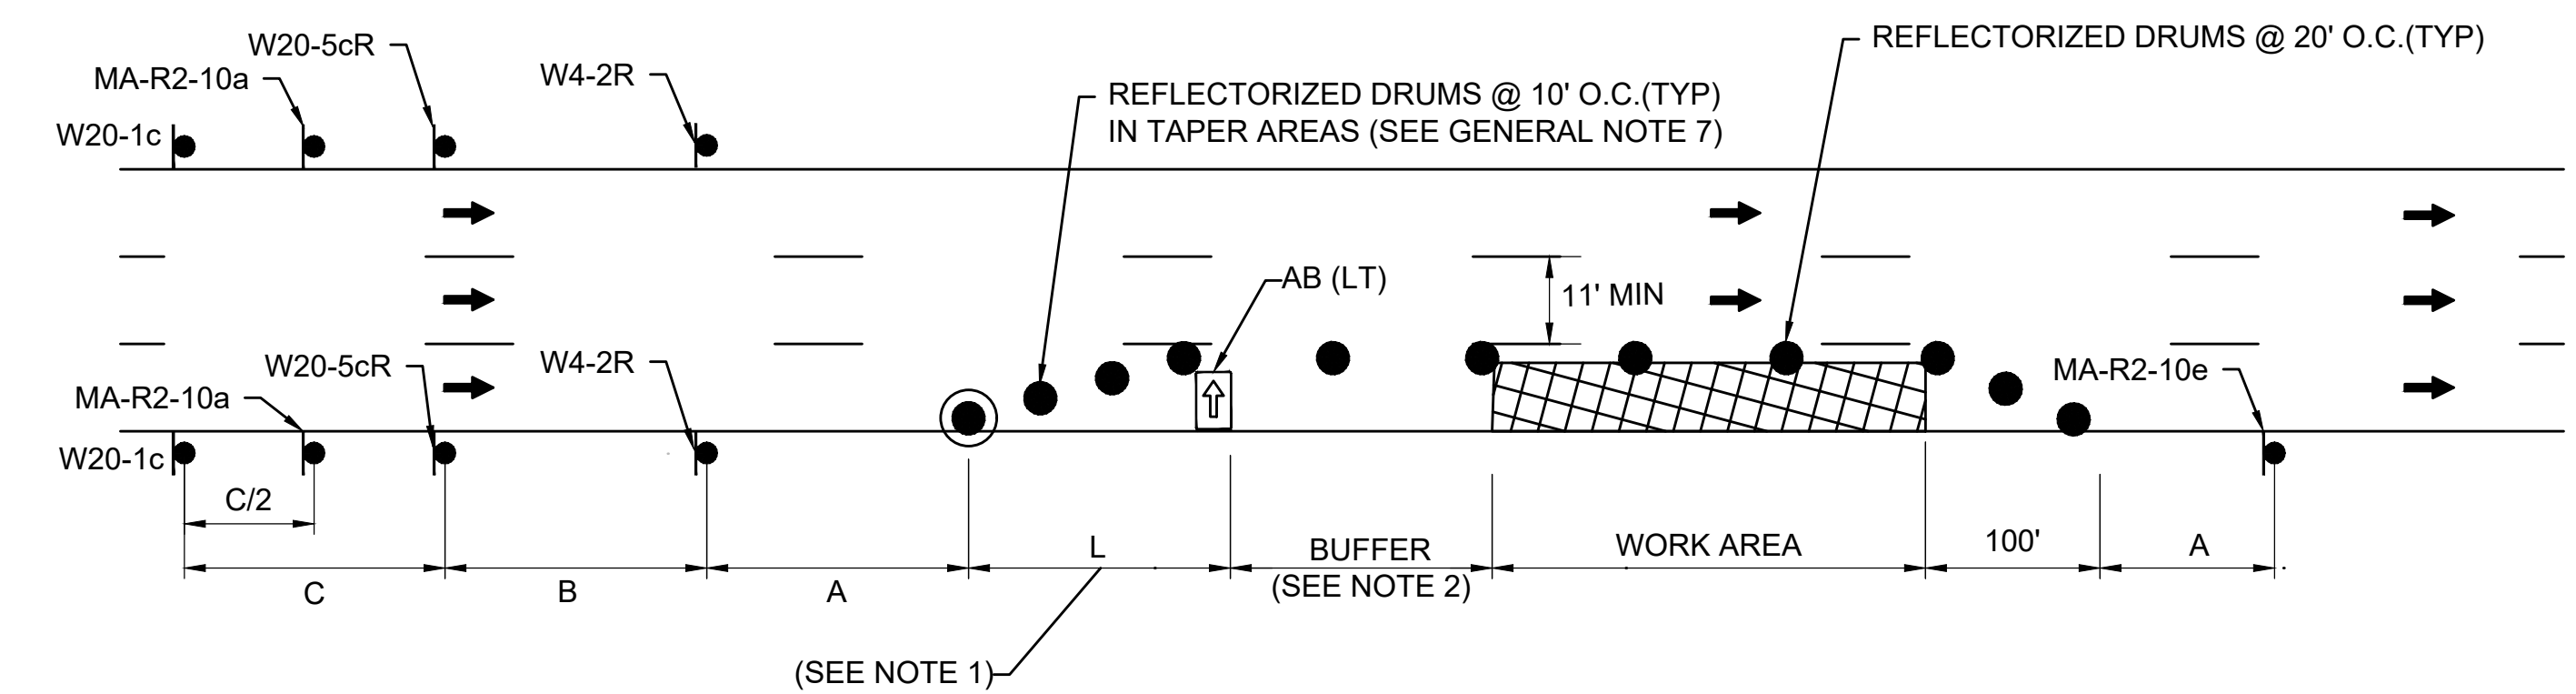 W20-5cR
MA-R2-10a
W20-1c
W4-2R
REFLECTORIZED DRUMS @ 10' O.C.(TYP)
IN TAPER AREAS (SEE GENERAL NOTE 7)
REFLECTORIZED DRUMS @ 20' O.C.(TYP)
AB (LT)
11' MIN
W20-5cR
MA-R2-10a
W20-1c
W4-2R
MA-R2-10e
C/2
C
B
A
L
(SEE NOTE 1)
BUFFER
(SEE NOTE 2)
WORK AREA
100'
A